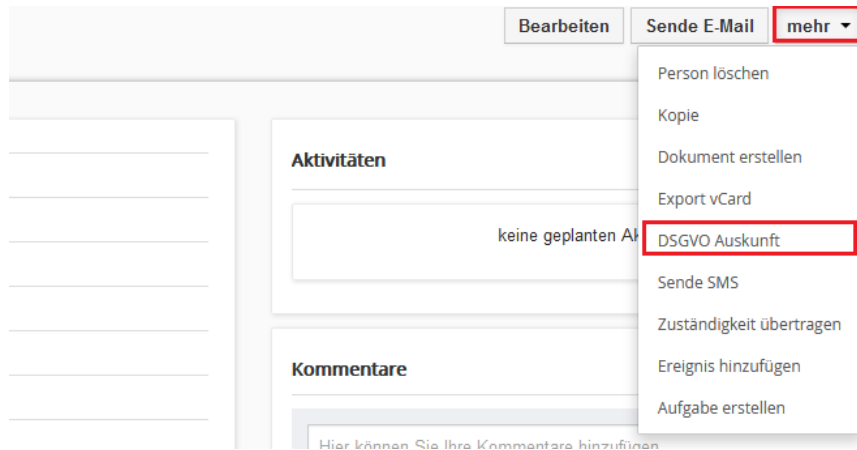 Bearbeiten Sende E-Mail mehr
Person löschen
Kopie
Dokument erstellen
Export vCard
DSGVO Auskunft
Sende SMS
Zuständigkeit übertragen
Ereignis hinzufügen
Aufgabe erstellen
Aktivitäten
keine geplanten
Kommentare
Hier können Sie Ihre Kommentare hinzufügen